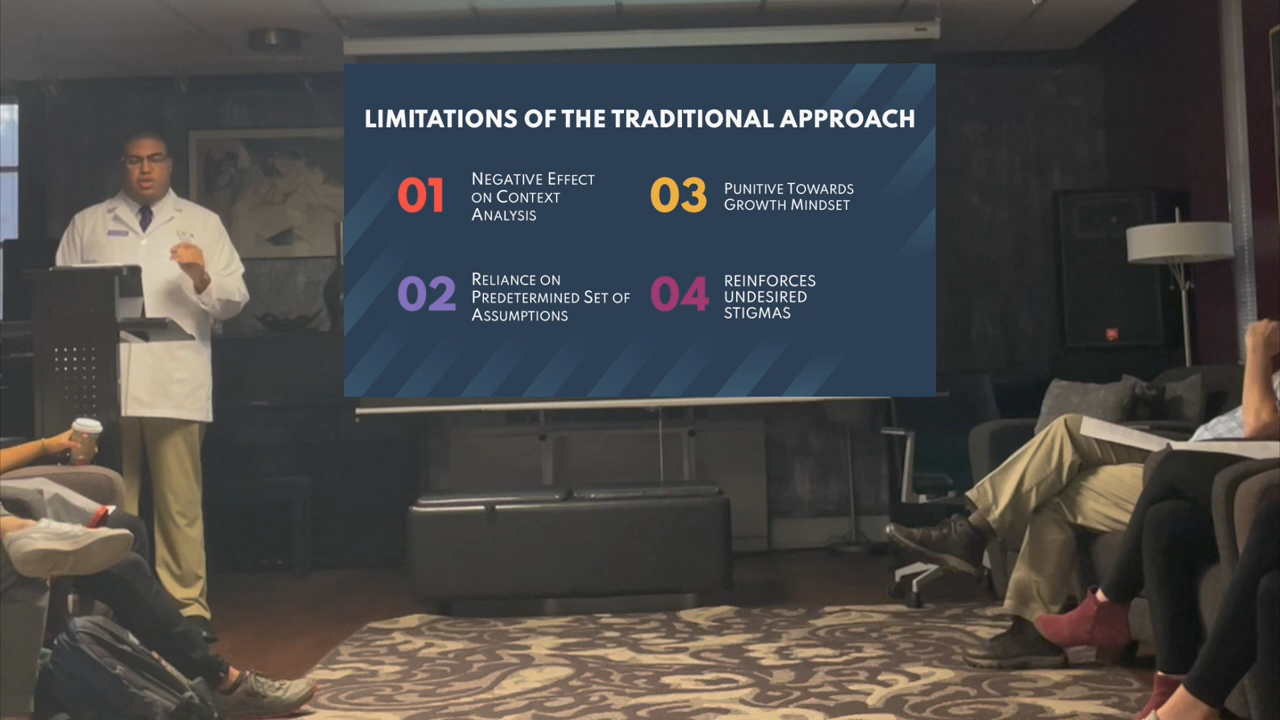 LIMITATIONS OF THE TRADITIONAL APPROACH
01
NEGATIVE EFFECT
ON CONTEXT
ANALYSIS
02
RELIANCE ON
PREDETERMINED SET OF
ASSUMPTIONS
03
PUNITIVE TOWARDS
GROWTH MINDSET
04
REINFORCES
UNDESIRED
STIGMAS